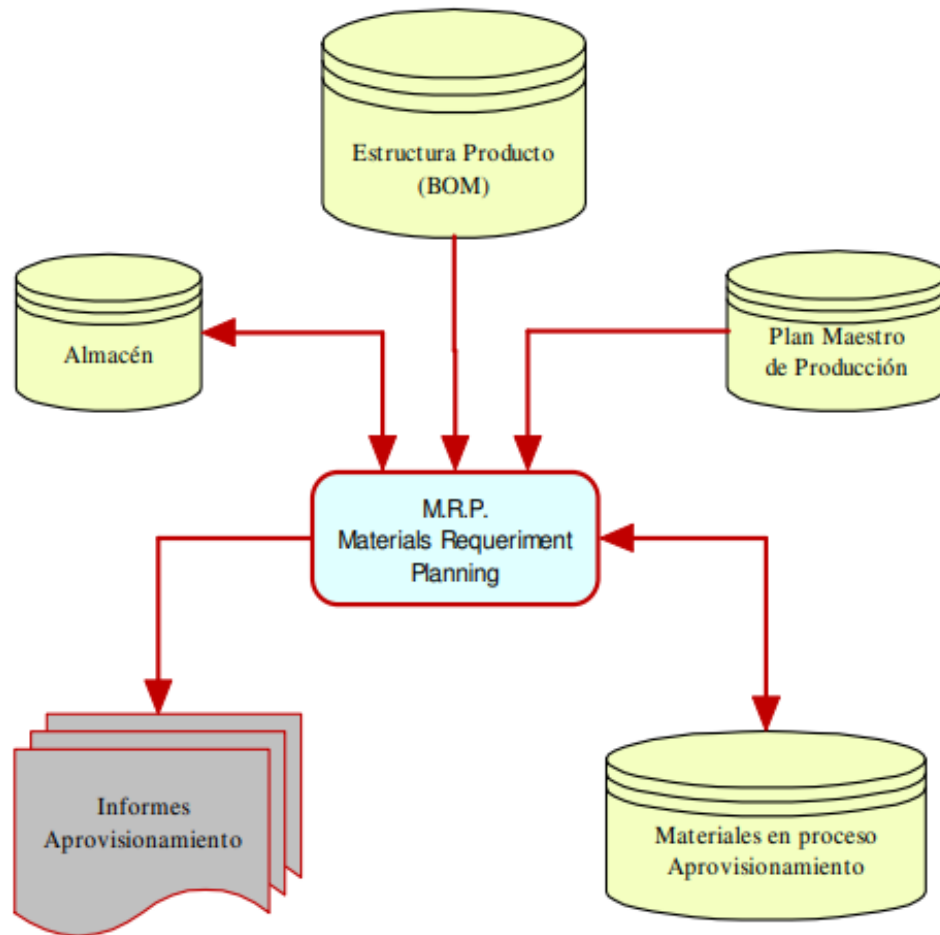 Estructura Producto
(BOM)
Almacén
Plan Maestro
de Producción
M.R.P.
Materials Requeriment
Planning
Informes
Aprovisionamiento
Materiales en proceso
Aprovisionamiento